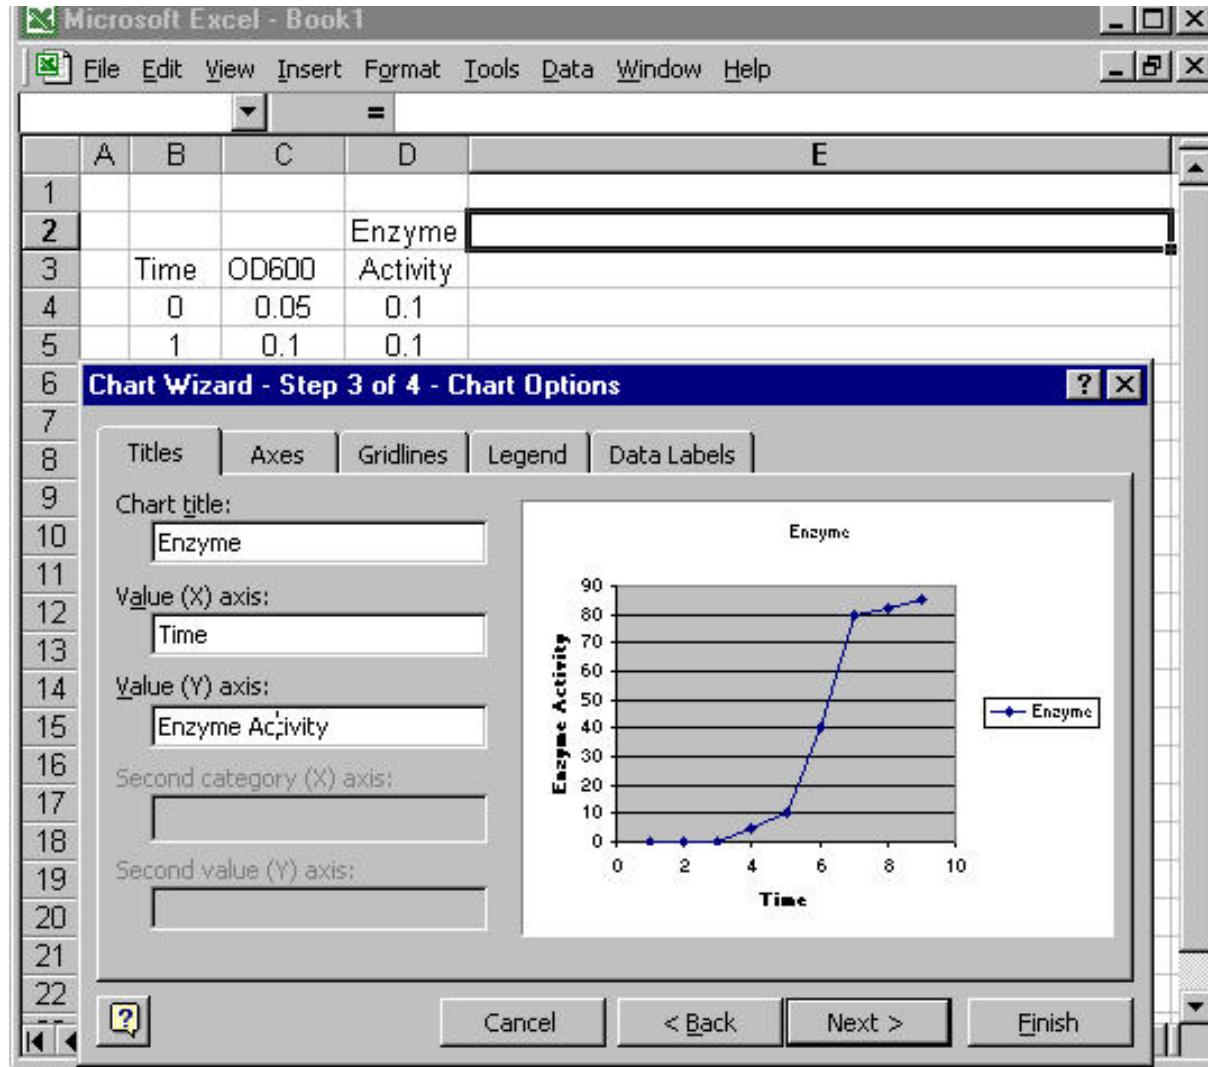 Microsoft Excel - Book1
File Edit View Insert Format Tools Data Window Help
=
A B C D E
1
2 Enzyme
3 Time OD600 Activity
4 0 0.05 0.1
5 1 0.1 0.1
6
7
8
9
10
11
12
13
14
15
16
17
18
19
20
21
22
Chart Wizard - Step 3 of 4 - Chart Options
Titles Axes Gridlines Legend Data Labels
Chart title:
Enzyme
Value (X) axis:
Time
Value (Y) axis:
Enzyme Activity
Second category (X) axis:
Second value (Y) axis:
Enzyme
90
80
70
60
50
40
30
20
10
0
Enzyme Activity
0 2 4 6 8 10
Time
Enzyme
Cancel < Back Next > Finish